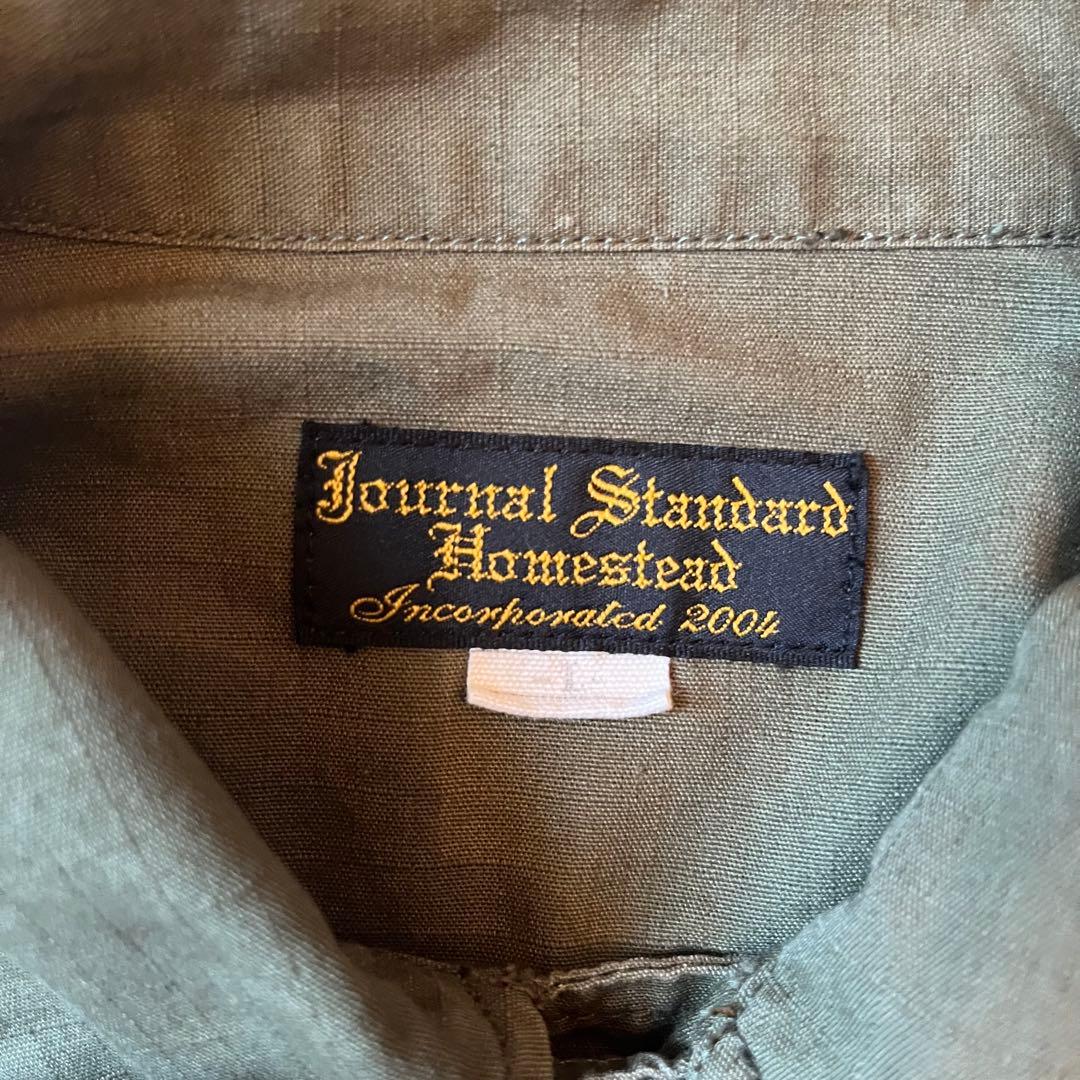 Journal Standard
Homestead
Incorporated 2004